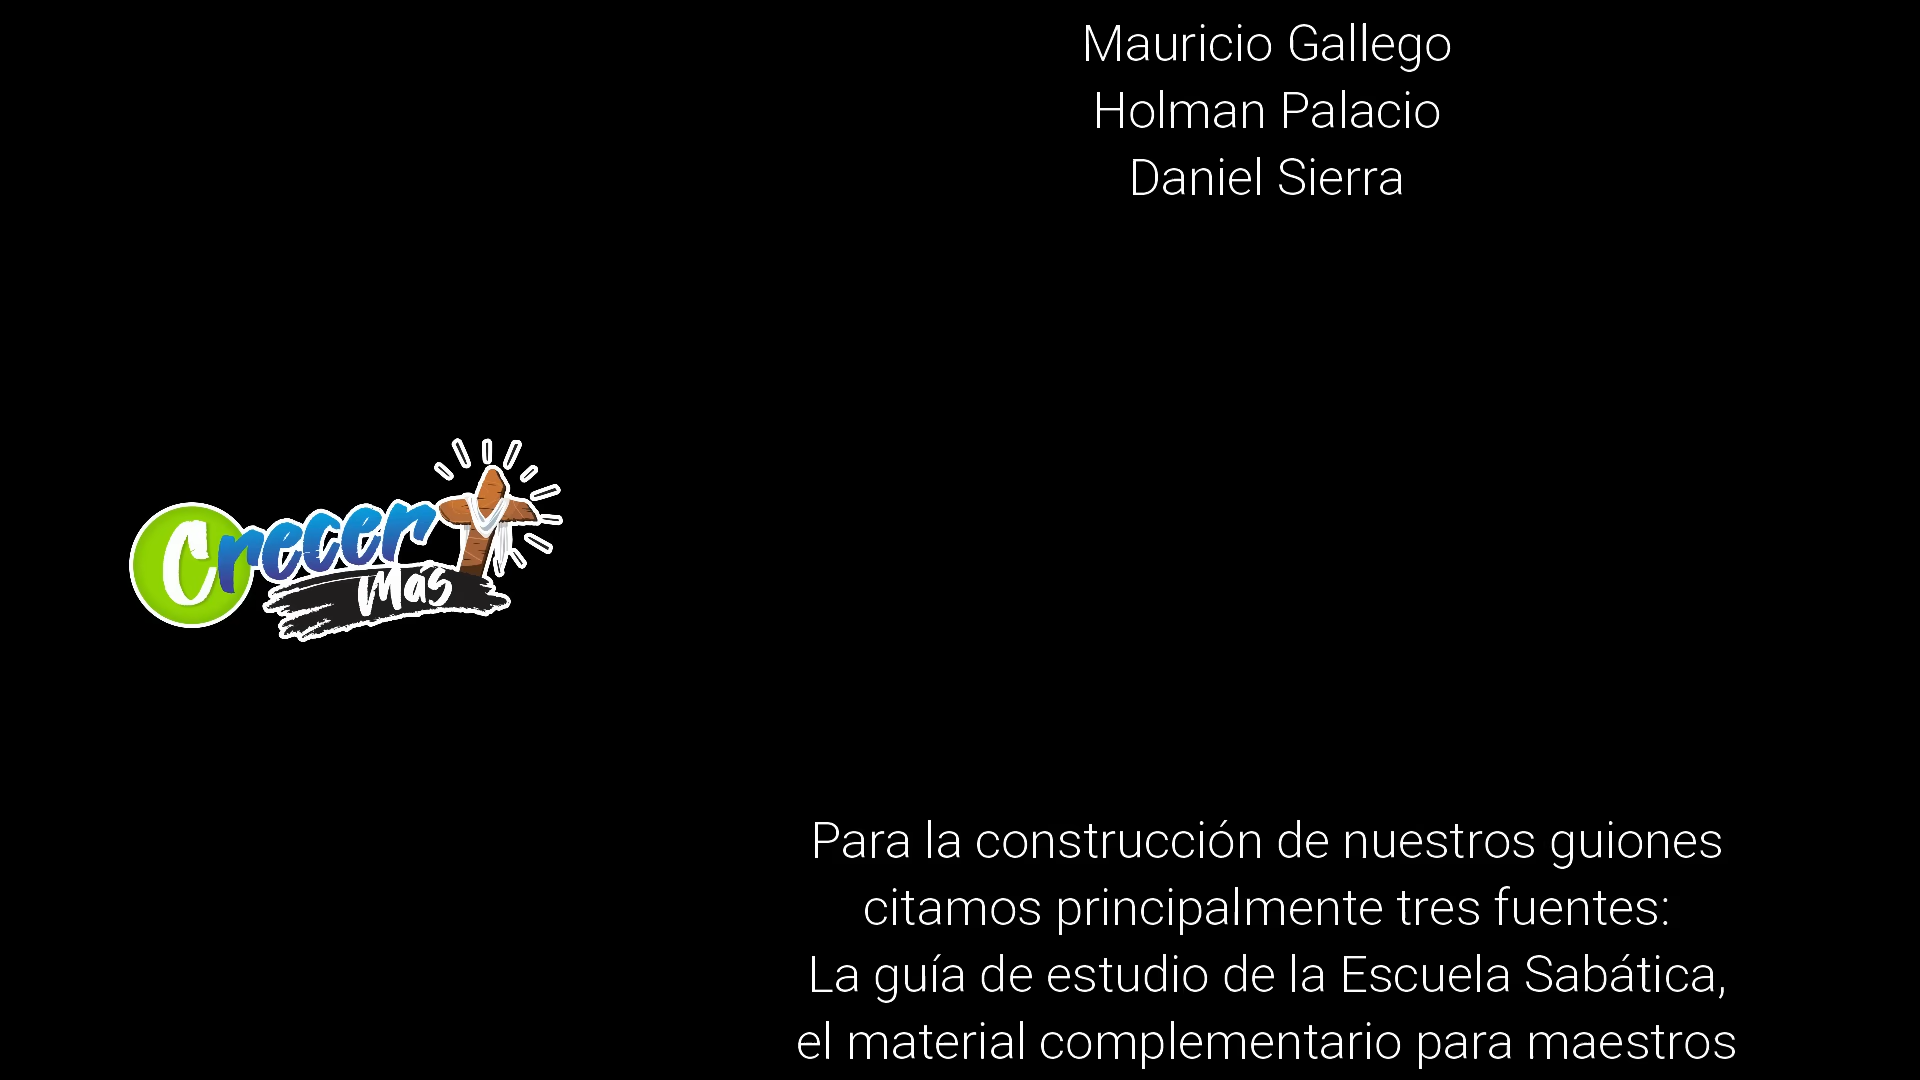 Mauricio Gallego
Holman Palacio
Daniel Sierra
Crecer
Más
Para la construcción de nuestros guiones
citamos principalmente tres fuentes:
La guía de estudio de la Escuela Sabática,
el material complementario para maestros